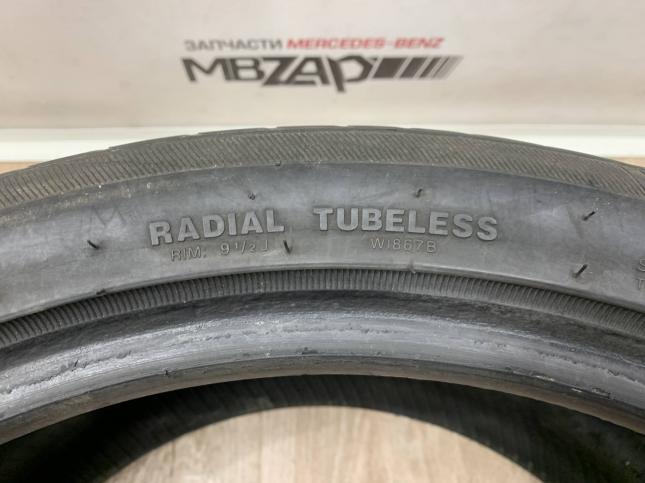 ЗАПЧАСТИ MERCEDES-BENZ
MBZAP
RADIAL TUBELESS
RIM: 9 1/2 J W1867B